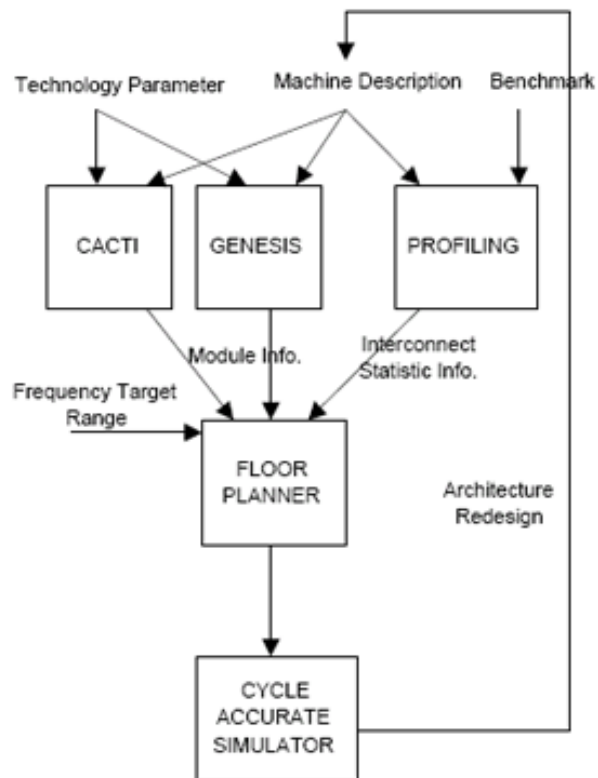 Technology Parameter
Machine Description
Benchmark
CACTI
GENESIS
PROFILING
Module Info.
Interconnect
Statistic Info.
Frequency Target
Range
FLOOR
PLANNER
Architecture
Redesign
CYCLE
ACCURATE
SIMULATOR